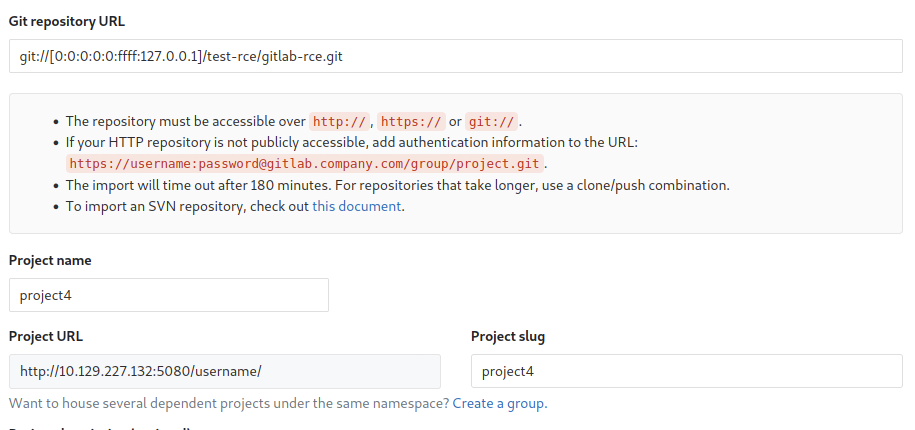 Git repository URL
git://[0:0:0:0:0:ffff:127.0.0.1]/test-rce/gitlab-rce.git
The repository must be accessible over http://, https:// or git://.
If your HTTP repository is not publicly accessible, add authentication information to the URL:
https://username:password@gitlab.company.com/group/project.git.
The import will time out after 180 minutes. For repositories that take longer, use a clone/push combination.
To import an SVN repository, check out this document.
Project name
project4
Project URL
Project slug
http://10.129.227.132:5080/username/
project4
Want to house several dependent projects under the same namespace? Create a group.